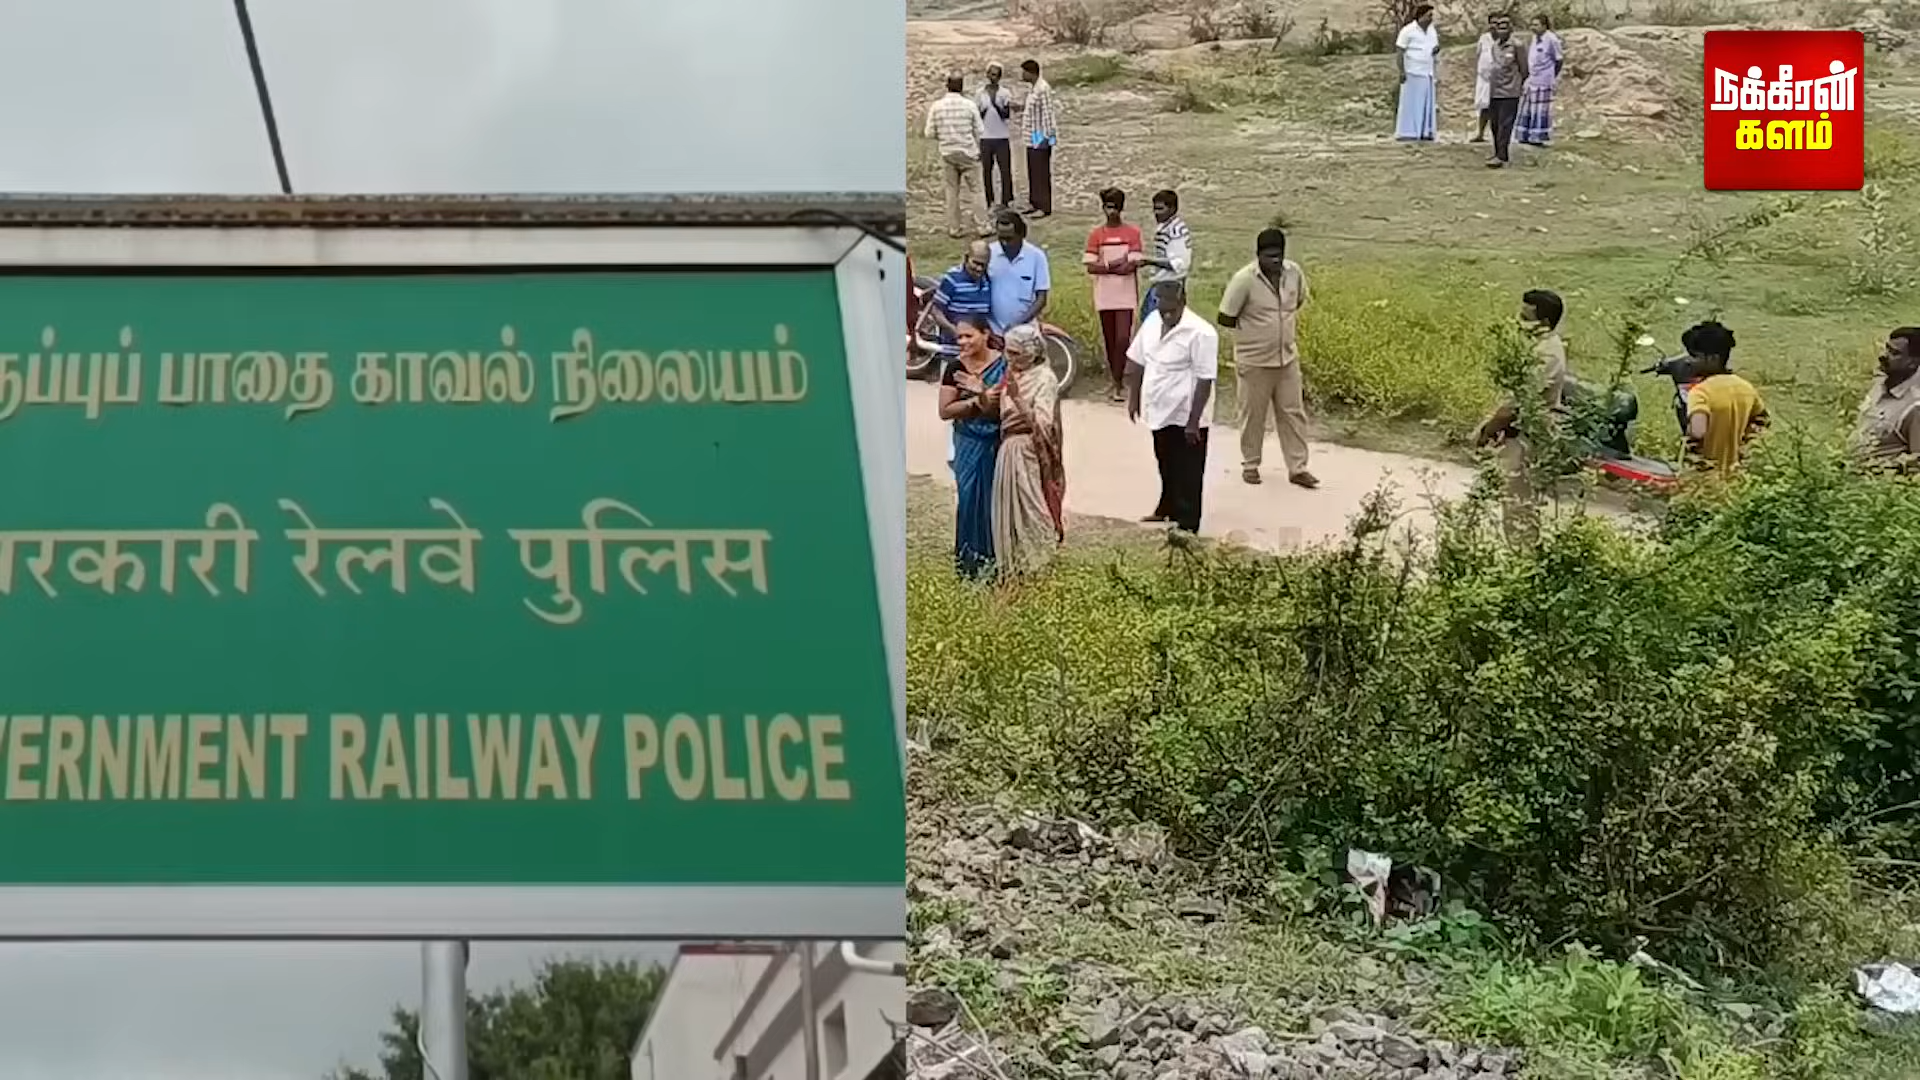 ருப்புப் பாதை காவல் நிலையம்
रकारी रेलवे पुलिस
VERNMENT RAILWAY POLICE
நக்கீரன்
களம்